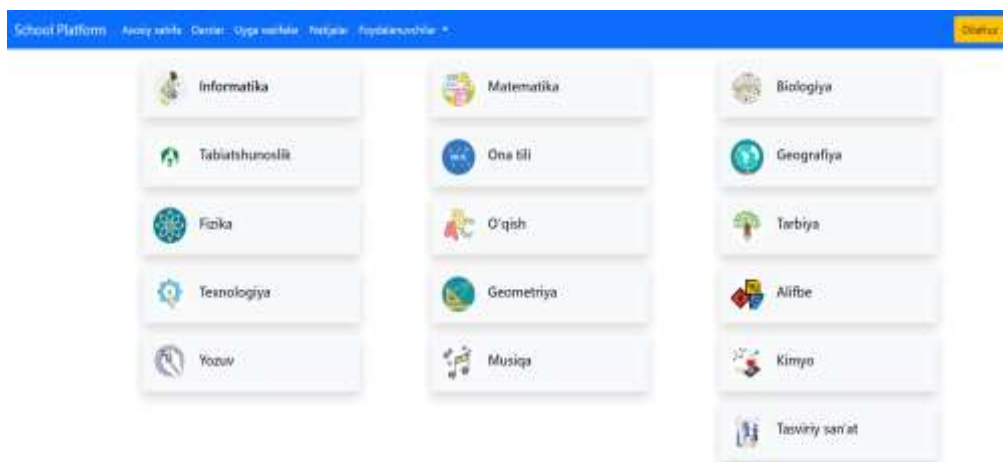 School Platform Asosiy sahifa Darslar Uyga vazifalar Natijalar Foydalanuvchilar
Informatika
Matematika
Biologiya
Tabiatshunoslik
Ona tili
Geografiya
Fizika
O'qish
Tarbiya
Texnologiya
Geometriya
Alifbe
Yozuv
Musiqa
Kimyo
Tasviriy san'at